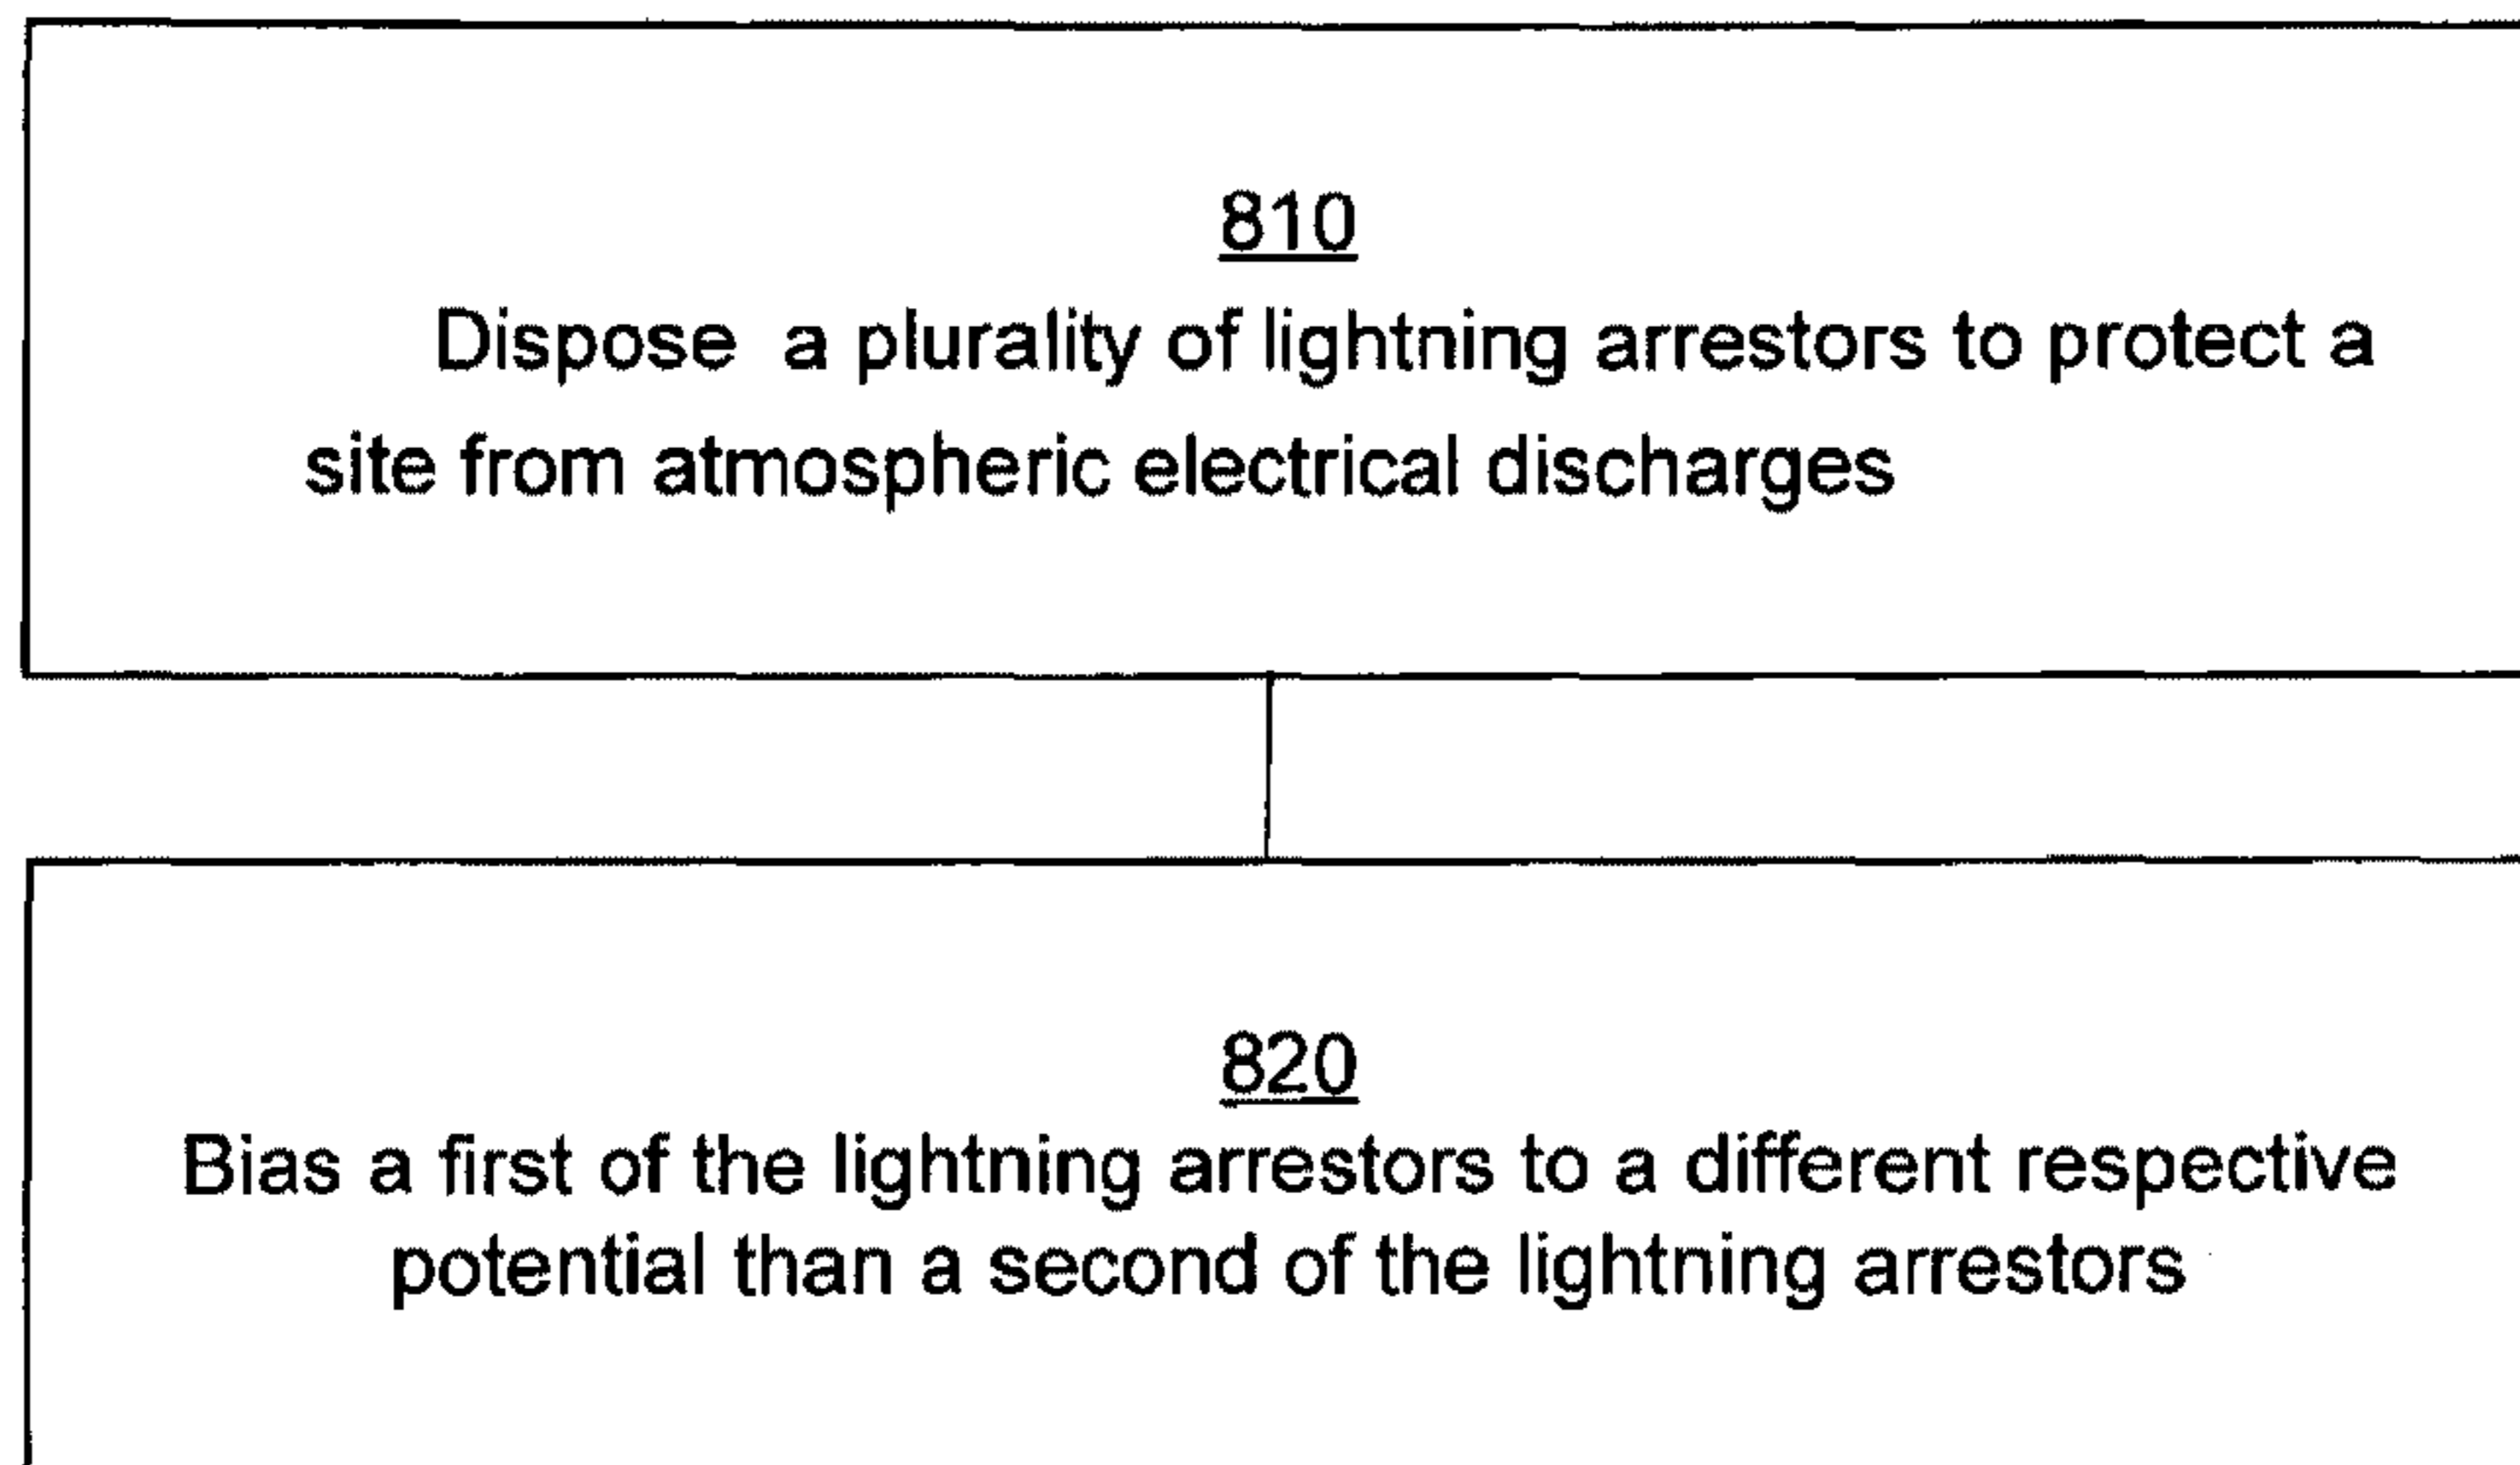 810
Dispose a plurality of lightning arrestors to protect a
site from atmospheric electrical discharges
820
Bias a first of the lightning arrestors to a different respective
potential than a second of the lightning arrestors